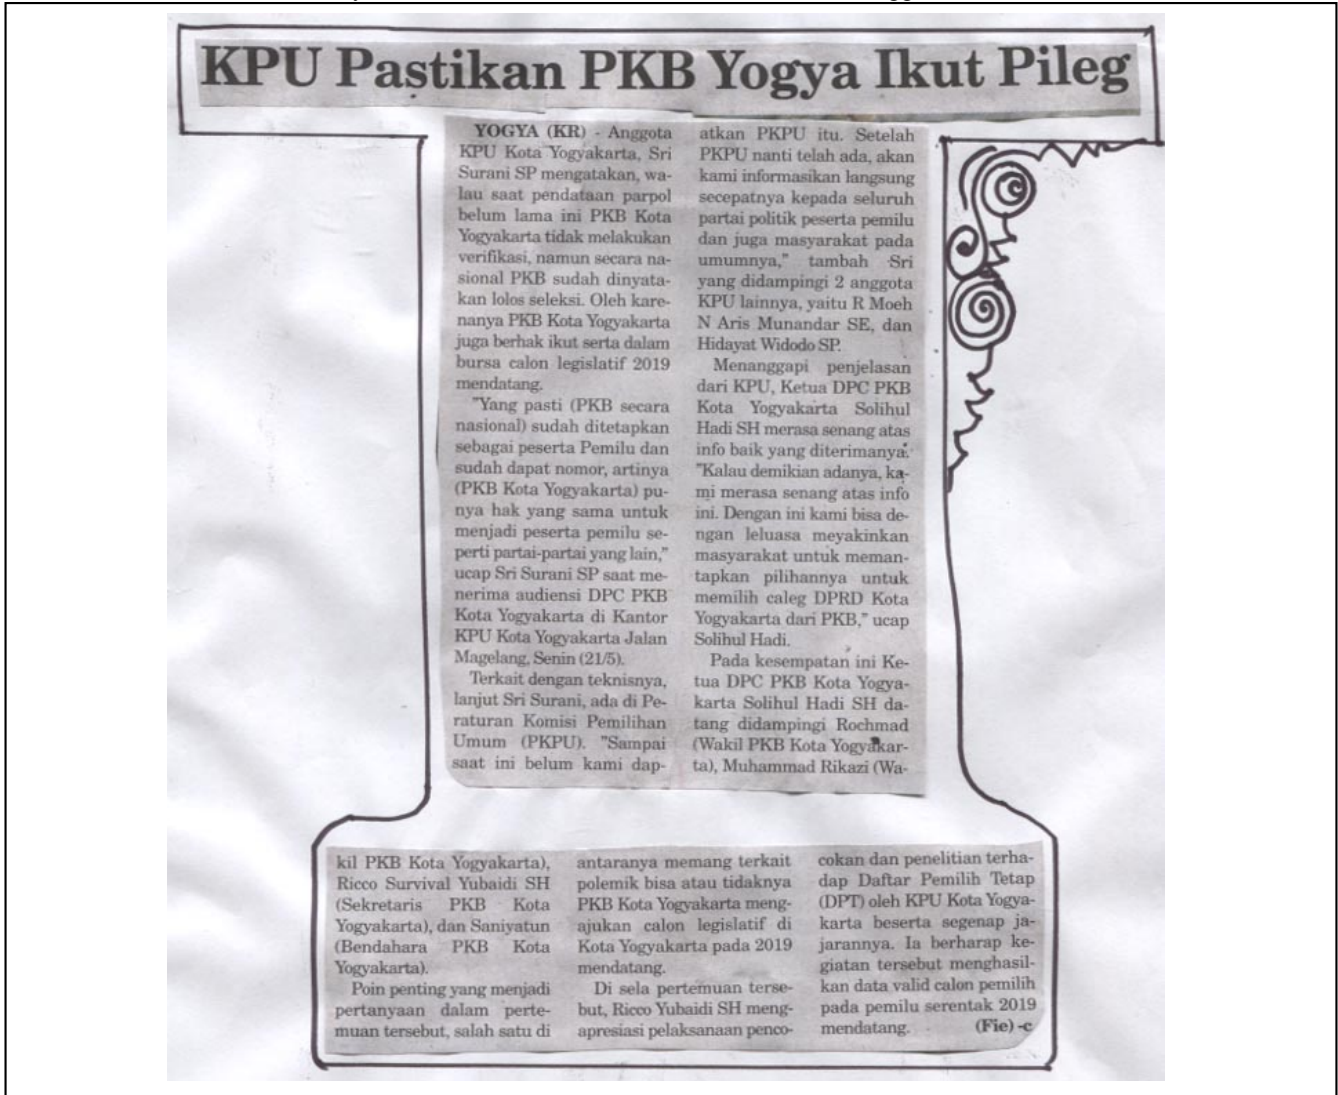 KPU Pastikan PKB Yogya Ikut Pileg
YOGYA (KR) - Anggota
KPU Kota Yogyakarta, Sri
Surani SP mengatakan, wa-
lau saat pendataan parpol
belum lama ini PKB Kota
Yogyakarta tidak melakukan
verifikasi, namun secara na-
sional PKB sudah dinyata-
kan lolos seleksi. Oleh kare-
nanya PKB Kota Yogyakarta
juga berhak ikut serta dalam
bursa calon legislatif 2019
mendatang.
"Yang pasti (PKB secara
nasional) sudah ditetapkan
sebagai peserta Pemilu dan
sudah dapat nomor, artinya
(PKB Kota Yogyakarta) pu-
nya hak yang sama untuk
menjadi peserta pemilu se-
perti partai-partai yang lain,"
ucap Sri Surani SP saat me-
nerima audiensi DPC PKB
Kota Yogyakarta di Kantor
KPU Kota Yogyakarta Jalan
Magelang, Senin (21/5).
Terkait dengan teknisnya,
lanjut Sri Surani, ada di Pe-
raturan Komisi Pemilihan
Umum (PKPU). "Sampai
saat ini belum kami dap-
atkan PKPU itu. Setelah
PKPU nanti telah ada, akan
kami informasikan langsung
secepatnya kepada seluruh
partai politik peserta pemilu
dan juga masyarakat pada
umumnya," tambah Sri
yang didampingi 2 anggota
KPU lainnya, yaitu R Moeh
N Aris Munandar SE, dan
Hidayat Widodo SP.
Menanggapi penjelasan
dari KPU, Ketua DPC PKB
Kota Yogyakarta Solihul
Hadi SH merasa senang atas
info baik yang diterimanya.
"Kalau demikian adanya, ka-
mi merasa senang atas info
ini. Dengan ini kami bisa de-
ngan leluasa meyakinkan
masyarakat untuk meman-
tapkan pilihannya untuk
memilih caleg DPRD Kota
Yogyakarta dari PKB," ucap
Solihul Hadi.
Pada kesempatan ini Ke-
tua DPC PKB Kota Yogya-
karta Solihul Hadi SH da-
tang didampingi Rochmad
(Wakil PKB Kota Yogyakar-
ta), Muhammad Rikazi (Wa-
kil PKB Kota Yogyakarta),
Ricco Survival Yubaidi SH
(Sekretaris PKB Kota
Yogyakarta), dan Saniyatun
(Bendahara PKB Kota
Yogyakarta).
Poin penting yang menjadi
pertanyaan dalam perte-
muan tersebut, salah satu di
antaranya memang terkait
polemik bisa atau tidaknya
PKB Kota Yogyakarta meng-
ajukan calon legislatif di
Kota Yogyakarta pada 2019
mendatang.
Di sela pertemuan terse-
but, Ricco Yubaidi SH meng-
apresiasi pelaksanaan penco-
cokan dan penelitian terha-
dap Daftar Pemilih Tetap
(DPT) oleh KPU Kota Yogya-
karta beserta segenap ja-
jarannya. Ia berharap ke-
giatan tersebut menghasil-
kan data valid calon pemilih
pada pemilu serentak 2019
mendatang. (Fie) -c